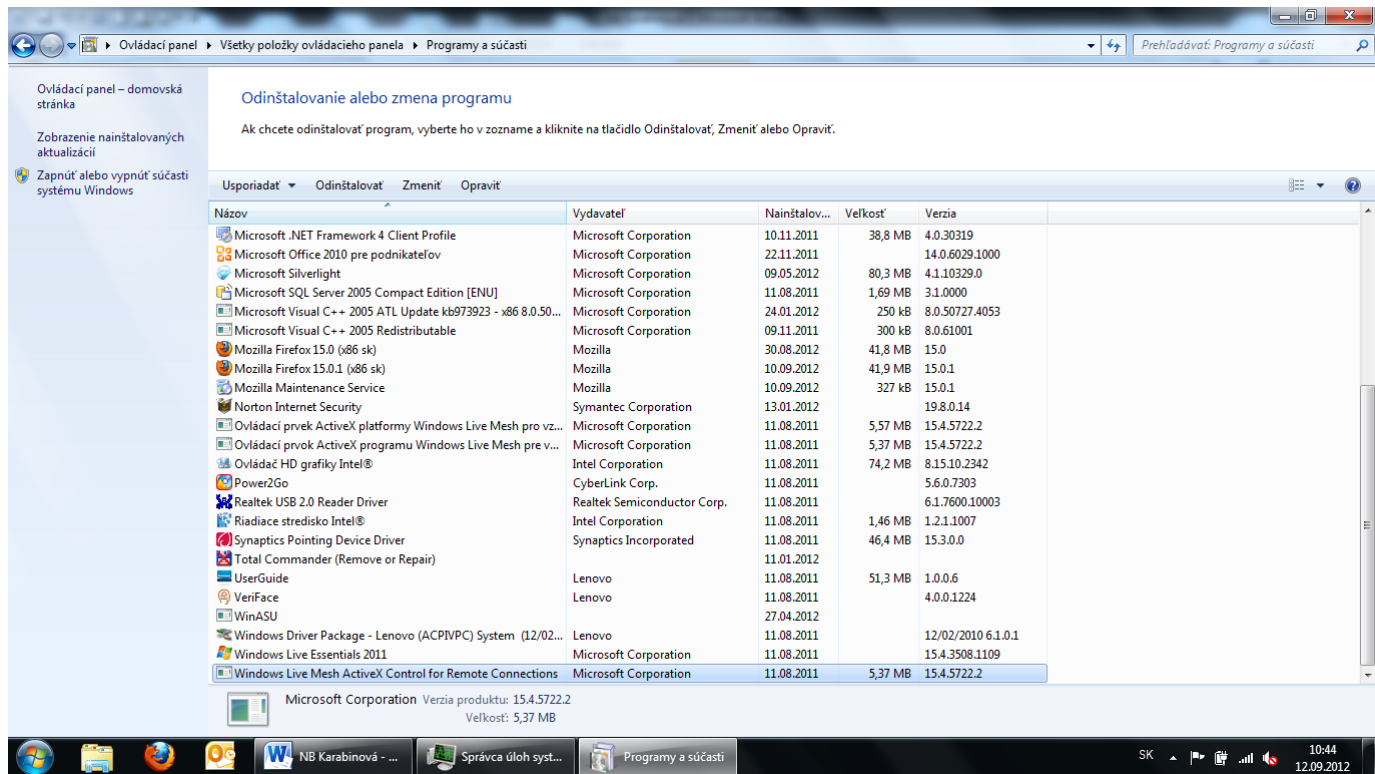 Ovládací panel ▸ Všetky položky ovládacieho panela ▸ Programy a súčasti
Prehľadávať: Programy a súčasti
Ovládací panel – domovská
stránka
Zobrazenie nainštalovaných
aktualizácií
Zapnúť alebo vypnúť súčasti
systému Windows
Odinštalovanie alebo zmena programu
Ak chcete odinštalovať program, vyberte ho v zozname a kliknite na tlačidlo Odinštalovať, Zmeniť alebo Opraviť.
Usporiadať Odinštalovať Zmeniť Opraviť
Názov Vydavateľ Nainštalov... Veľkosť Verzia
Microsoft .NET Framework 4 Client Profile Microsoft Corporation 10.11.2011 38,8 MB 4.0.30319
Microsoft Office 2010 pre podnikateľov Microsoft Corporation 22.11.2011 14.0.6029.1000
Microsoft Silverlight Microsoft Corporation 09.05.2012 80,3 MB 4.1.10329.0
Microsoft SQL Server 2005 Compact Edition [ENU] Microsoft Corporation 11.08.2011 1,69 MB 3.1.0000
Microsoft Visual C++ 2005 ATL Update kb973923 - x86 8.0.50... Microsoft Corporation 24.01.2012 250 kB 8.0.50727.4053
Microsoft Visual C++ 2005 Redistributable Microsoft Corporation 09.11.2011 300 kB 8.0.61001
Mozilla Firefox 15.0 (x86 sk) Mozilla 30.08.2012 41,8 MB 15.0
Mozilla Firefox 15.0.1 (x86 sk) Mozilla 10.09.2012 41,9 MB 15.0.1
Mozilla Maintenance Service Mozilla 10.09.2012 327 kB 15.0.1
Norton Internet Security Symantec Corporation 13.01.2012 19.8.0.14
Ovládací prvek ActiveX platformy Windows Live Mesh pro vz... Microsoft Corporation 11.08.2011 5,57 MB 15.4.5722.2
Ovládací prvok ActiveX programu Windows Live Mesh pre v... Microsoft Corporation 11.08.2011 5,37 MB 15.4.5722.2
Ovládač HD grafiky Intel® Intel Corporation 11.08.2011 74,2 MB 8.15.10.2342
Power2Go CyberLink Corp. 11.08.2011 5.6.0.7303
Realtek USB 2.0 Reader Driver Realtek Semiconductor Corp. 11.08.2011 6.1.7600.10003
Riadiace stredisko Intel® Intel Corporation 11.08.2011 1,46 MB 1.2.1.1007
Synaptics Pointing Device Driver Synaptics Incorporated 11.08.2011 46,4 MB 15.3.0.0
Total Commander (Remove or Repair) 11.01.2012
UserGuide Lenovo 11.08.2011 51,3 MB 1.0.0.6
VeriFace Lenovo 11.08.2011 4.0.0.1224
WinASU 27.04.2012
Windows Driver Package - Lenovo (ACPIVPC) System (12/02... Lenovo 11.08.2011 12/02/2010 6.1.0.1
Windows Live Essentials 2011 Microsoft Corporation 11.08.2011 15.4.3508.1109
Windows Live Mesh ActiveX Control for Remote Connections Microsoft Corporation 11.08.2011 5,37 MB 15.4.5722.2
Microsoft Corporation Verzia produktu: 15.4.5722.2
Veľkosť: 5,37 MB
NB Karabinová - ... Správca úloh syst... Programy a súčasti SK 10:44
12.09.2012